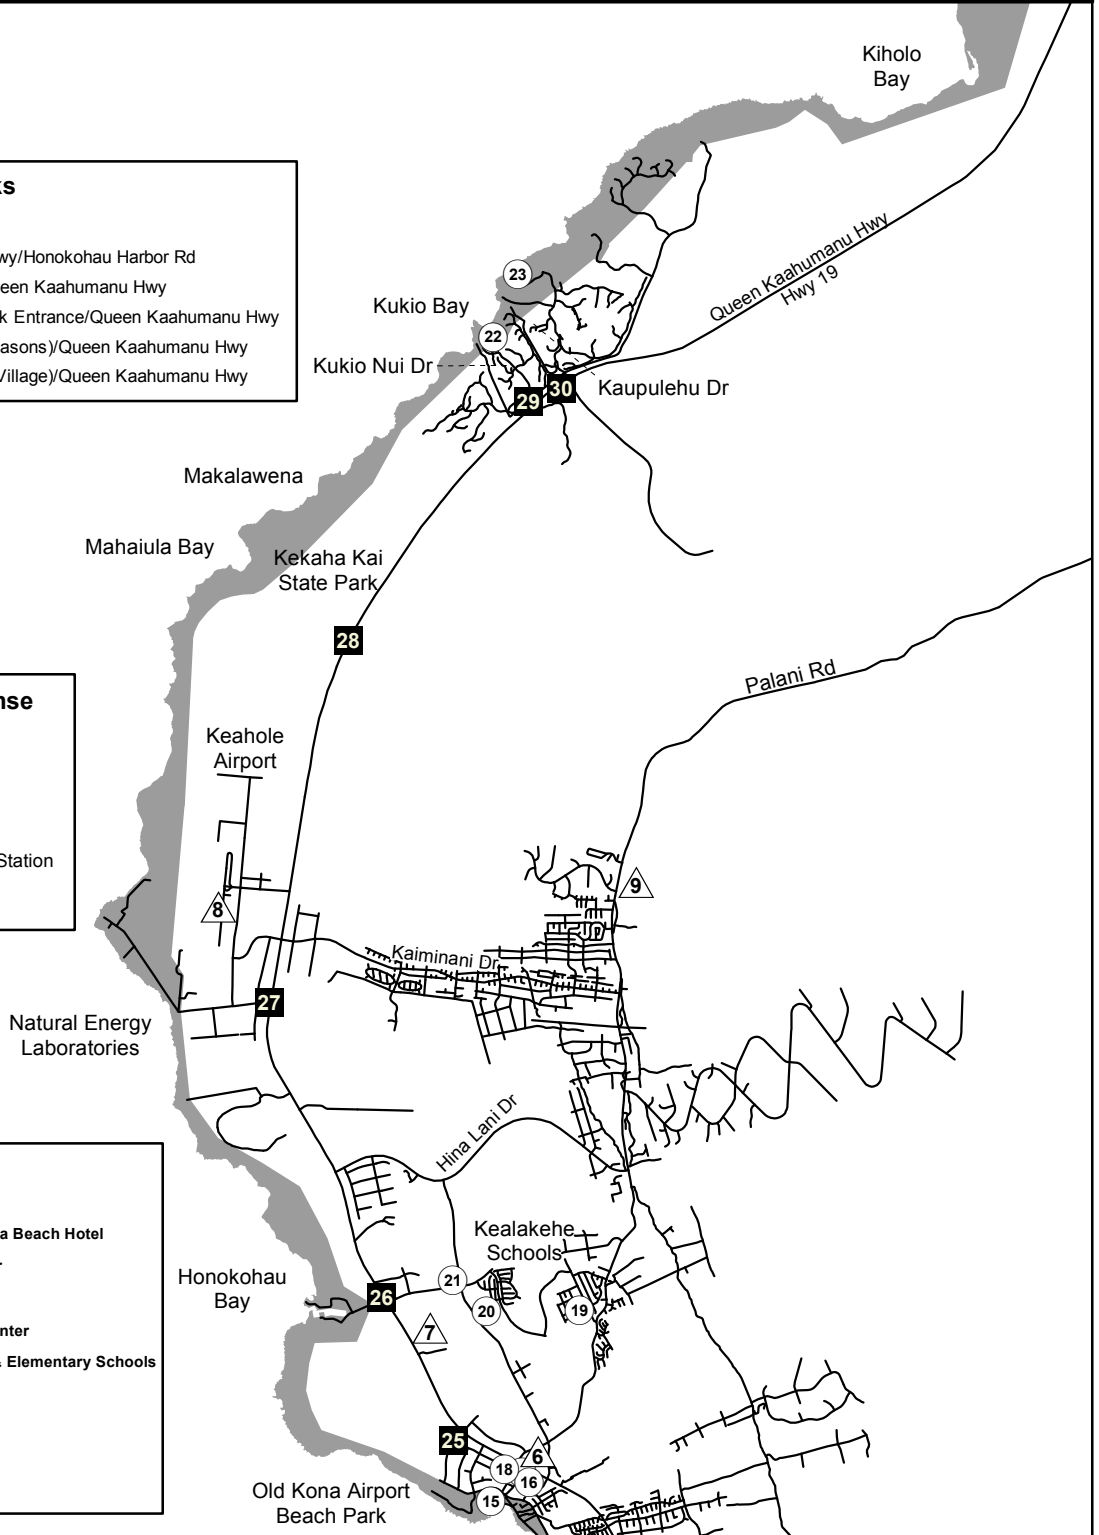 Kiholo
Bay
ks
wy/Honokohau Harbor Rd
ueen Kaahumanu Hwy
k Entrance/Queen Kaahumanu Hwy
asons)/Queen Kaahumanu Hwy
Village)/Queen Kaahumanu Hwy
Queen Kaahumanu Hwy
Hwy 19
23
Kukio Bay
22
Kukio Nui Dr
30
29
Kaupulehu Dr
Makalawena
Mahaiula Bay
Kekaha Kai
State Park
28
Palani Rd
nse
Station
Keahole
Airport
9
8
Kaiminani Dr
27
Natural Energy
Laboratories
Hina Lani Dr
a Beach Hotel
r
nter
& Elementary Schools
Kealakehe
Schools
Honokohau
Bay
21
26
20
19
7
25
6
18
16
15
Old Kona Airport
Beach Park